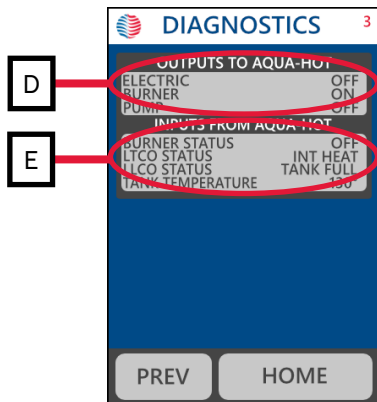 DIAGNOSTICS 3
OUTPUTS TO AQUA-HOT
D
ELECTRIC OFF
BURNER ON
PUMP OFF
INPUTS FROM AQUA-HOT
E
BURNER STATUS OFF
LTCO STATUS INT HEAT
LLCO STATUS TANK FULL
TANK TEMPERATURE 130°
PREV HOME